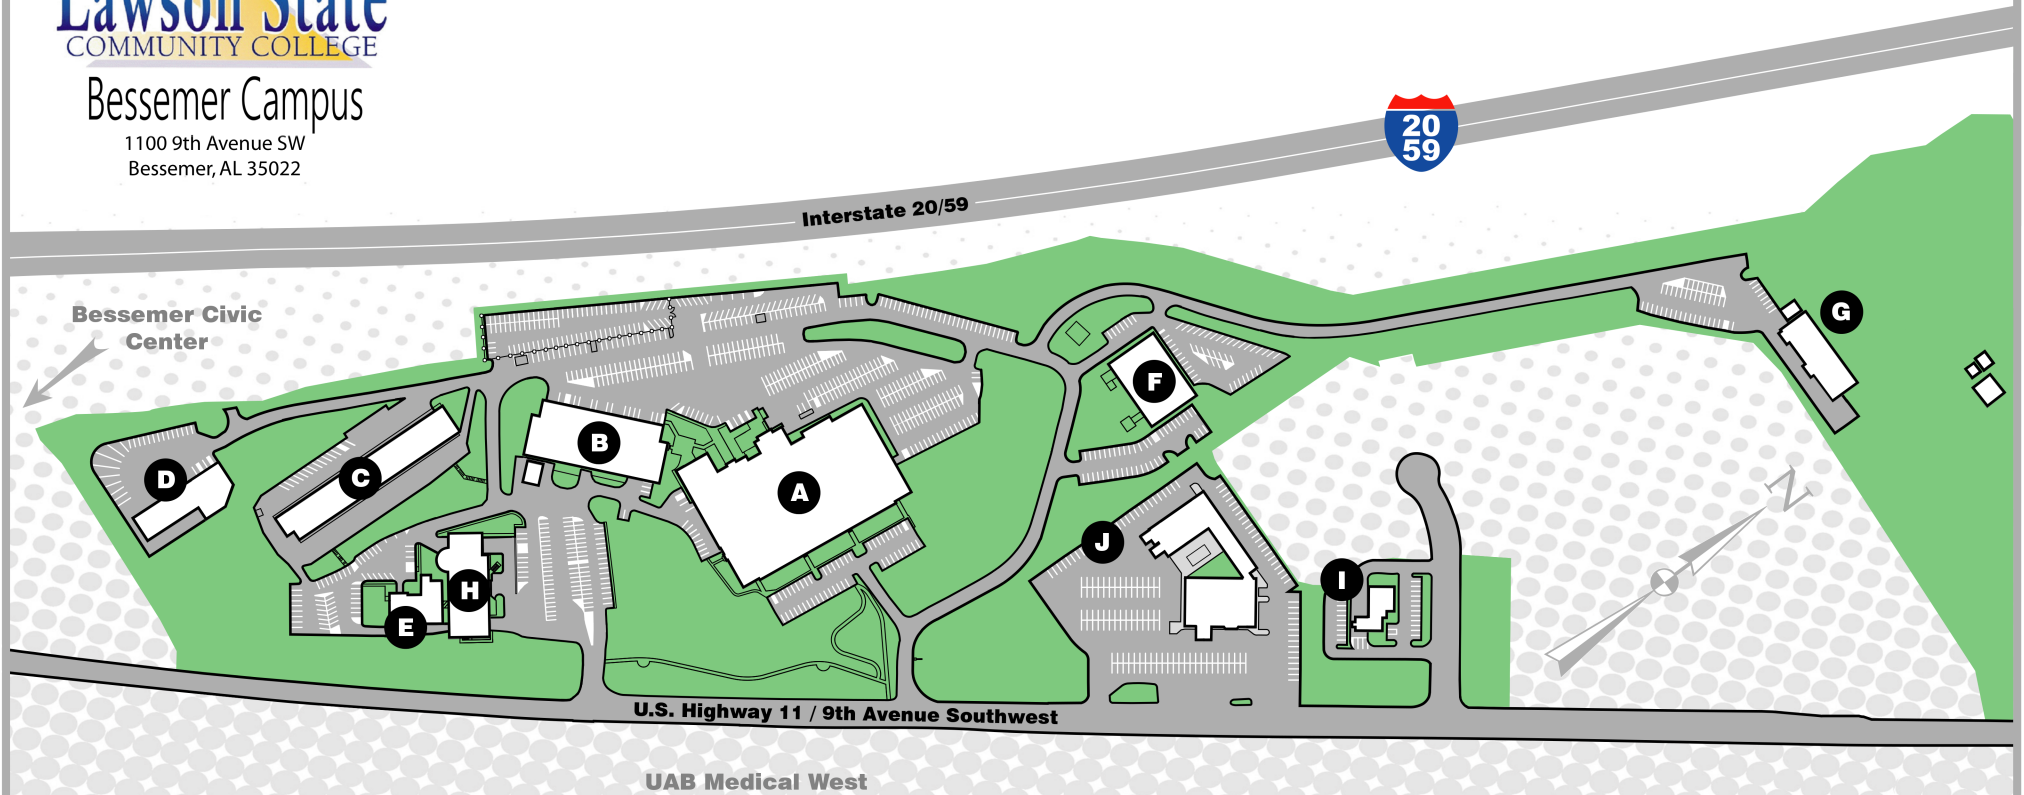 Lawson State
COMMUNITY COLLEGE
Bessemer Campus
1100 9th Avenue SW
Bessemer, AL 35022
20
59
Interstate 20/59
Bessemer Civic
Center
G
F
B
C
D
A
J
I
H
E
N
U.S. Highway 11 / 9th Avenue Southwest
UAB Medical West